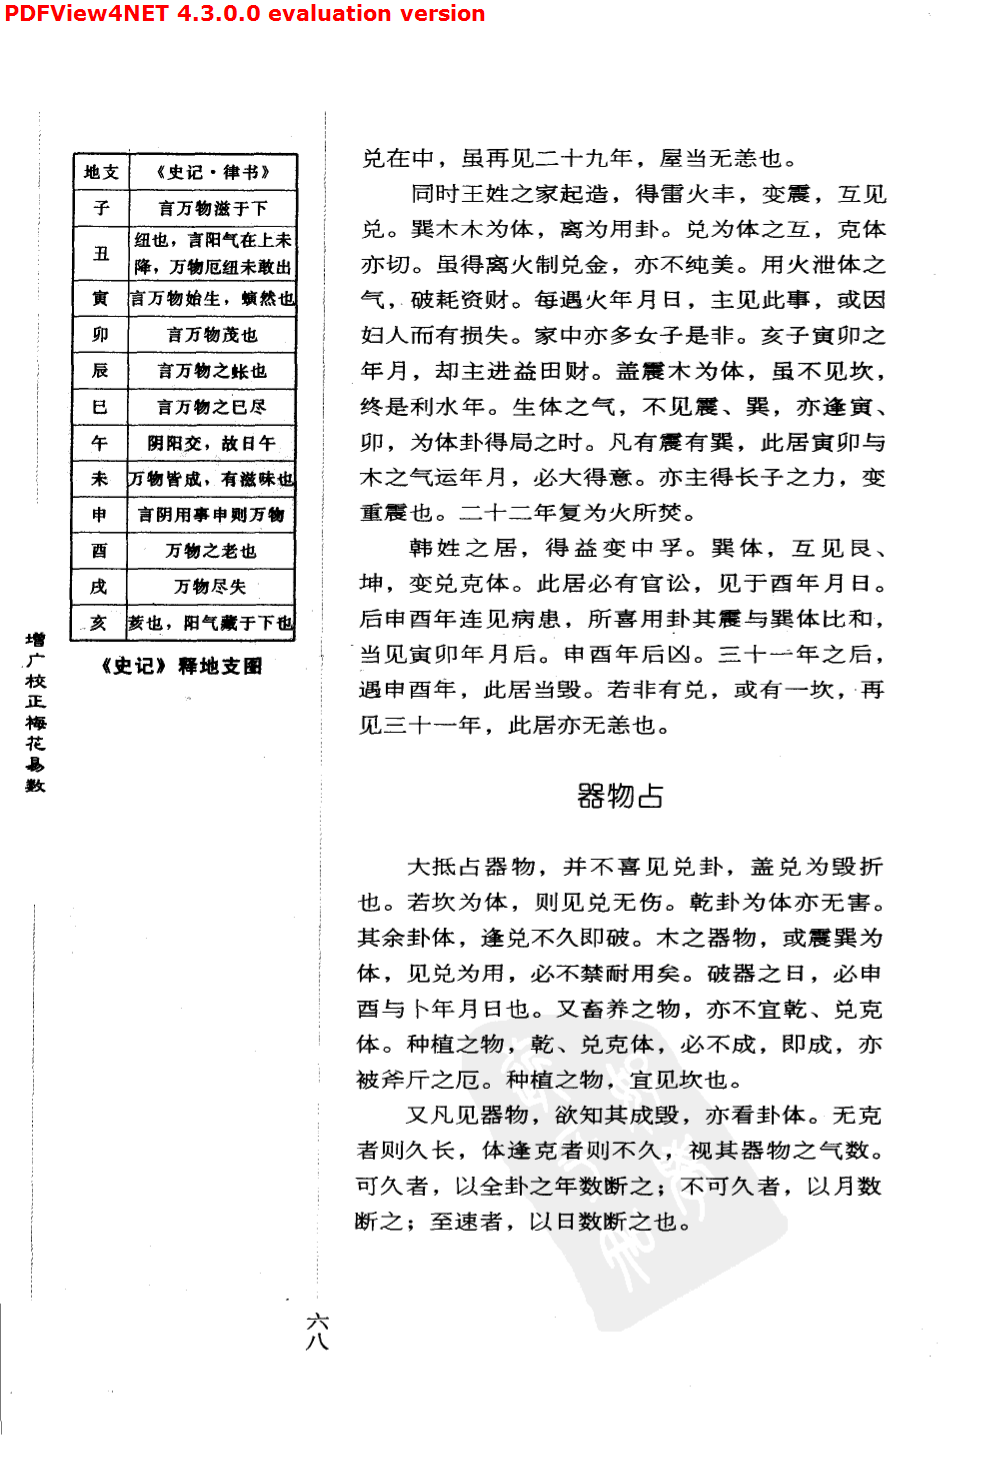 PDFView4NET 4.3.0.0 evaluation version
地支 《史记·律书》
子 言万物滋于下
丑 纽也，言阳气在上未
降，万物厄纽未敢出
寅 言万物始生，螾然也
卯 言万物茂也
辰 言万物之蜄也
巳 言万物之已尽
午 阴阳交，故曰午
未 万物皆成，有滋味也
申 言阴用事申则万物
酉 万物之老也
戌 万物尽失
亥 荄也，阳气藏于下也
《史记》释地支图
增广校正梅花易数
兑在中，虽再见二十九年，屋当无恙也。
同时王姓之家起造，得雷火丰，变震，互见
兑。巽木木为体，离为用卦。兑为体之互，克体
亦切。虽得离火制兑金，亦不纯美。用火泄体之
气，破耗资财。每遇火年月日，主见此事，或因
妇人而有损失。家中亦多女子是非。亥子寅卯之
年月，却主进益田财。盖震木为体，虽不见坎，
终是利水年。生体之气，不见震、巽，亦逢寅、
卯，为体卦得局之时。凡有震有巽，此居寅卯与
木之气运年月，必大得意。亦主得长子之力，变
重震也。二十二年复为火所焚。
韩姓之居，得益变中孚。巽体，互见艮、
坤，变兑克体。此居必有官讼，见于酉年月日。
后申酉年连见病患，所喜用卦其震与巽体比和，
当见寅卯年月后。申酉年后凶。三十一年之后，
遇申酉年，此居当毁。若非有兑，或有一坎，再
见三十一年，此居亦无恙也。
器物占
大抵占器物，并不喜见兑卦，盖兑为毁折
也。若坎为体，则见兑无伤。乾卦为体亦无害。
其余卦体，逢兑不久即破。木之器物，或震巽为
体，见兑为用，必不禁耐用矣。破器之日，必申
酉与卜年月日也。又畜养之物，亦不宜乾、兑克
体。种植之物，乾、兑克体，必不成，即成，亦
被斧斤之厄。种植之物，宜见坎也。
又凡见器物，欲知其成毁，亦看卦体。无克
者则久长，体逢克者则不久，视其器物之气数。
可久者，以全卦之年数断之；不可久者，以月数
断之；至速者，以日数断之也。
六八